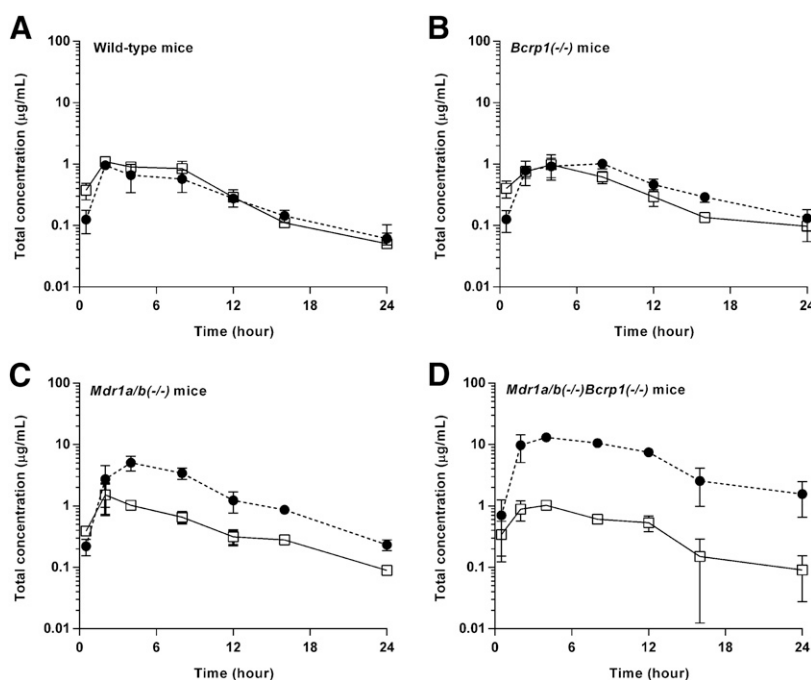 A
Wild-type mice
Total concentration (µg/mL)
100
10
1
0.1
0.01
0 6 12 18 24
Time (hour)
B
Bcrp1(-/-) mice
Total concentration (µg/mL)
100
10
1
0.1
0.01
0 6 12 18 24
Time (hour)
C
Mdr1a/b(-/-) mice
Total concentration (µg/mL)
100
10
1
0.1
0.01
0 6 12 18 24
Time (hour)
D
Mdr1a/b(-/-)Bcrp1(-/-) mice
Total concentration (µg/mL)
100
10
1
0.1
0.01
0 6 12 18 24
Time (hour)